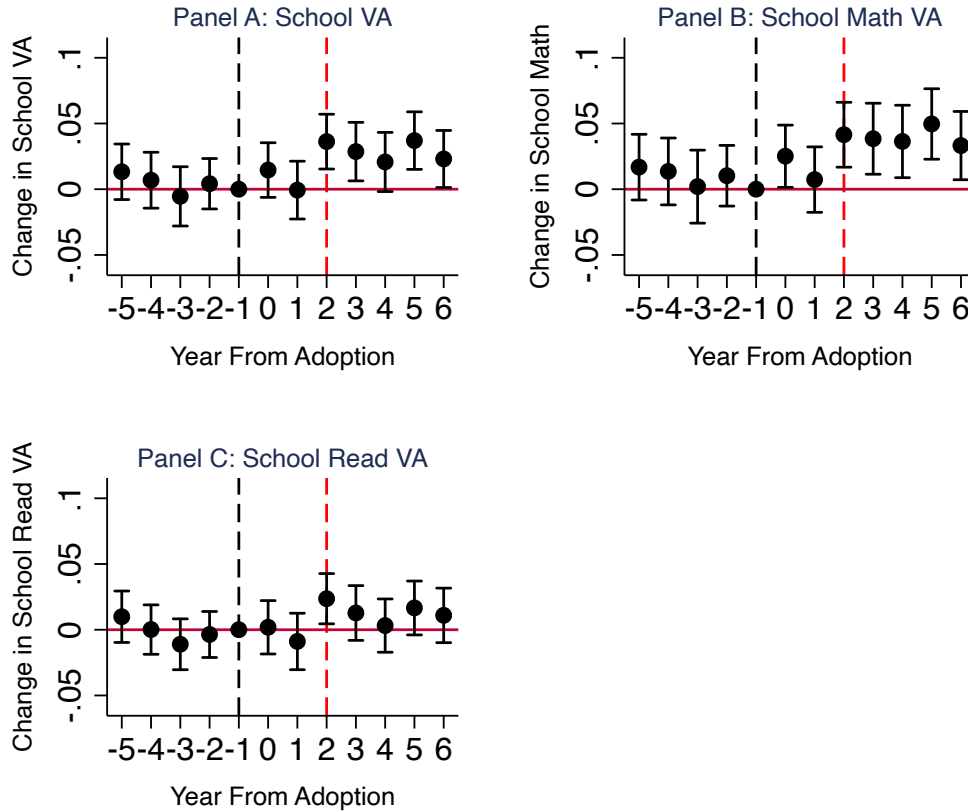 Panel A: School VA
Change in School VA
.1
.05
0
-.05
-5 -4 -3 -2 -1 0 1 2 3 4 5 6
Year From Adoption
Panel B: School Math VA
Change in School Math
.1
.05
0
-.05
-5 -4 -3 -2 -1 0 1 2 3 4 5 6
Year From Adoption
Panel C: School Read VA
Change in School Read VA
.1
.05
0
-.05
-5 -4 -3 -2 -1 0 1 2 3 4 5 6
Year From Adoption